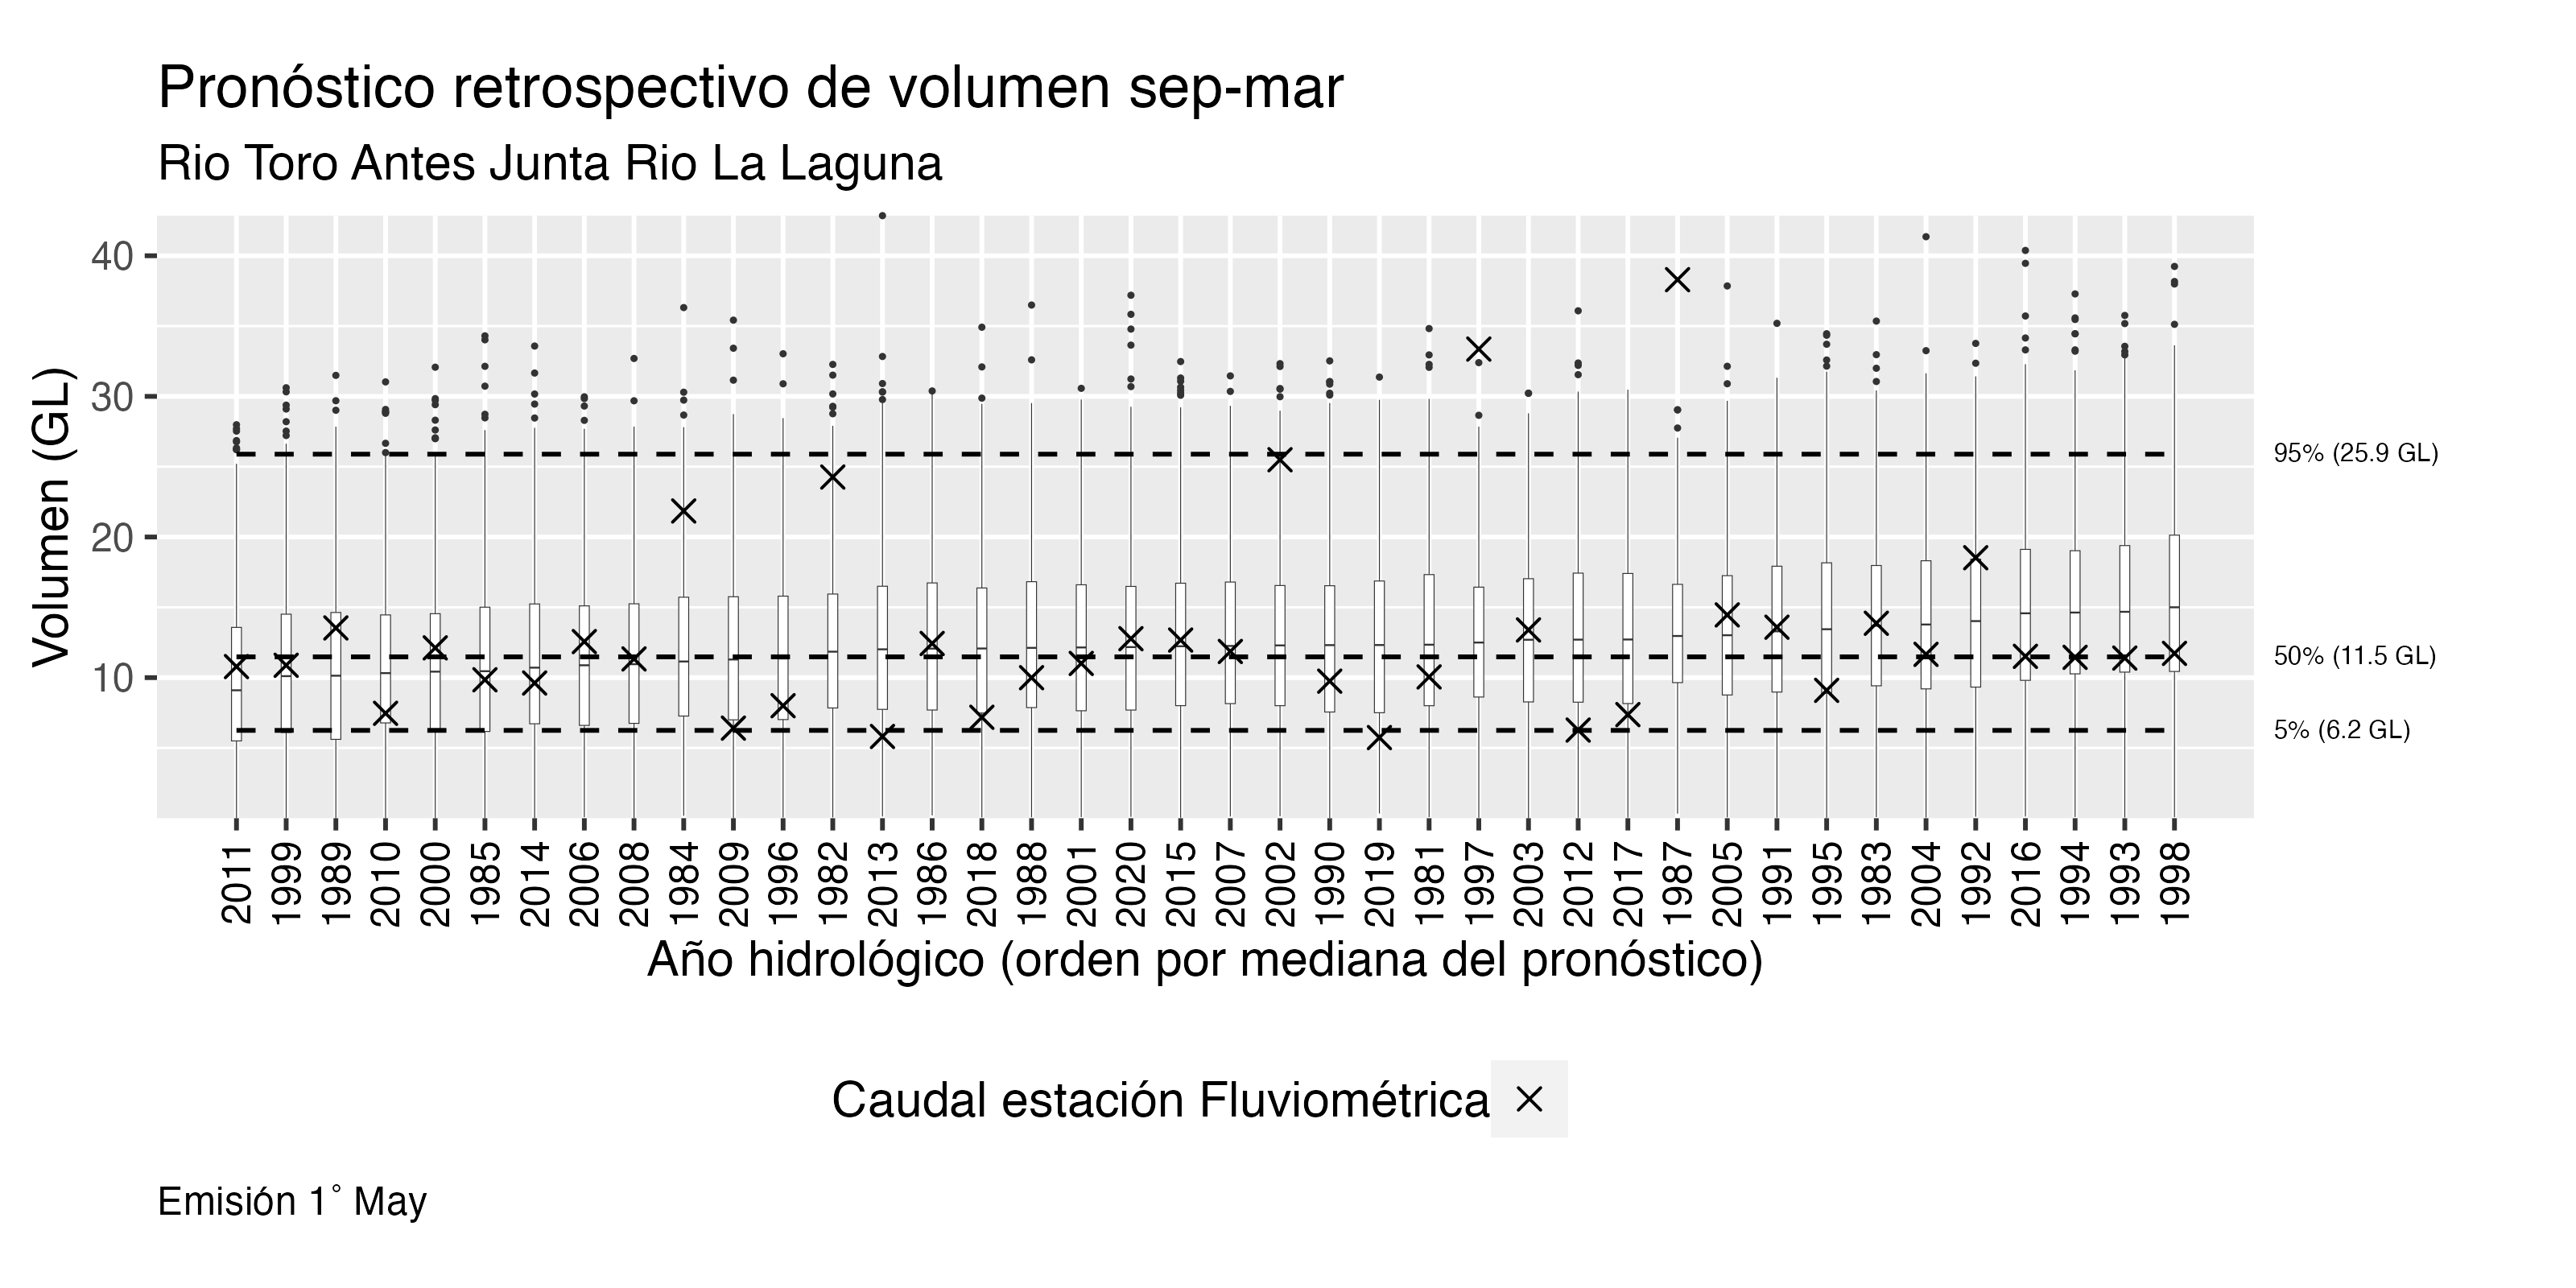 Pronóstico retrospectivo de volumen sep-mar
Rio Toro Antes Junta Rio La Laguna
Volumen (GL)
40
30
20
10
95% (25.9 GL)
50% (11.5 GL)
5% (6.2 GL)
2011 1999 1989 2010 2000 1985 2014 2006 2008 1984 2009 1996 1982 2013 1986 2018 1988 2001 2020 2015 2007 2002 1990 2019 1981 1997 2003 2012 2017 1987 2005 1991 1995 1983 2004 1992 2016 1994 1993 1998
Año hidrológico (orden por mediana del pronóstico)
Caudal estación Fluviométrica
Emisión 1° May